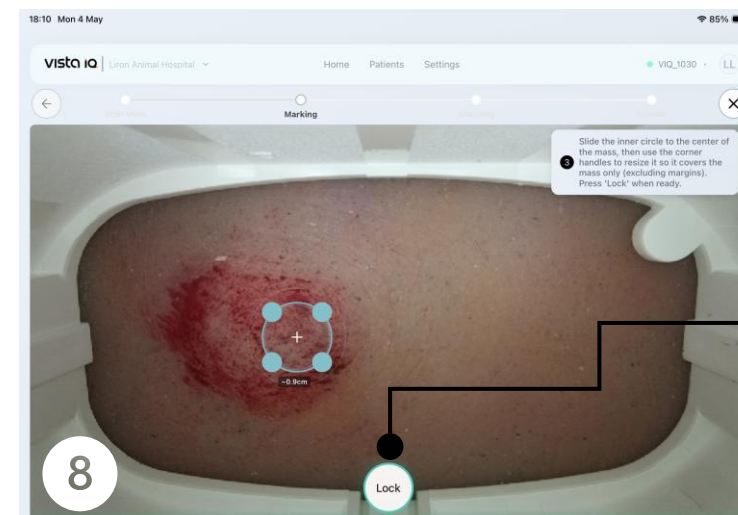 18:10 Mon 4 May
85%
vista iQ Liron Animal Hospital Home Patients Settings VIQ_1030 LL
Marking
Slide the inner circle to the center of
the mass, then use the corner
3 handles to resize it so it covers the
mass only (excluding margins).
Press 'Lock' when ready.
~0.9cm
8
Lock